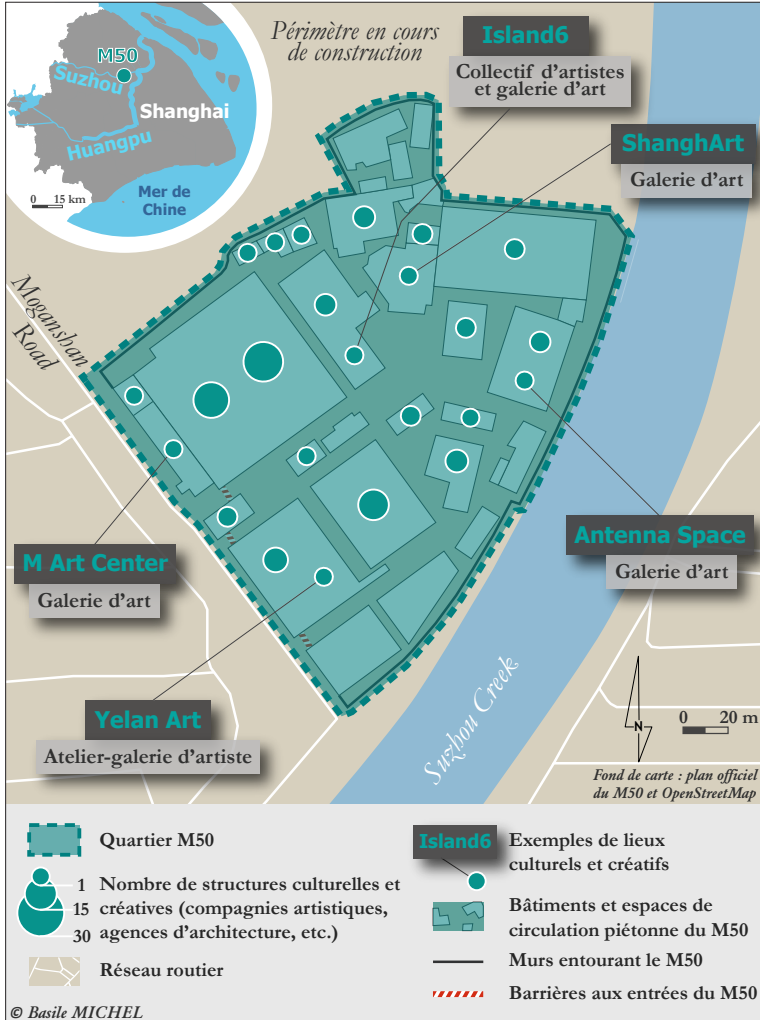 Périmètre en cours
de construction
M50
Suzhou
Shanghai
Huangpu
Mer de
Chine
0 15 km
Island6
Collectif d'artistes
et galerie d'art
ShanghArt
Galerie d'art
Moganshan
Road
M Art Center
Galerie d'art
Antenna Space
Galerie d'art
Yelan Art
Atelier-galerie d'artiste
Suzhou Creek
N
0 20 m
Fond de carte : plan officiel
du M50 et OpenStreetMap
Quartier M50
1
15
30
Nombre de structures culturelles et
créatives (compagnies artistiques,
agences d'architecture, etc.)
Réseau routier
Island6
Exemples de lieux
culturels et créatifs
Bâtiments et espaces de
circulation piétonne du M50
Murs entourant le M50
Barrières aux entrées du M50
© Basile MICHEL